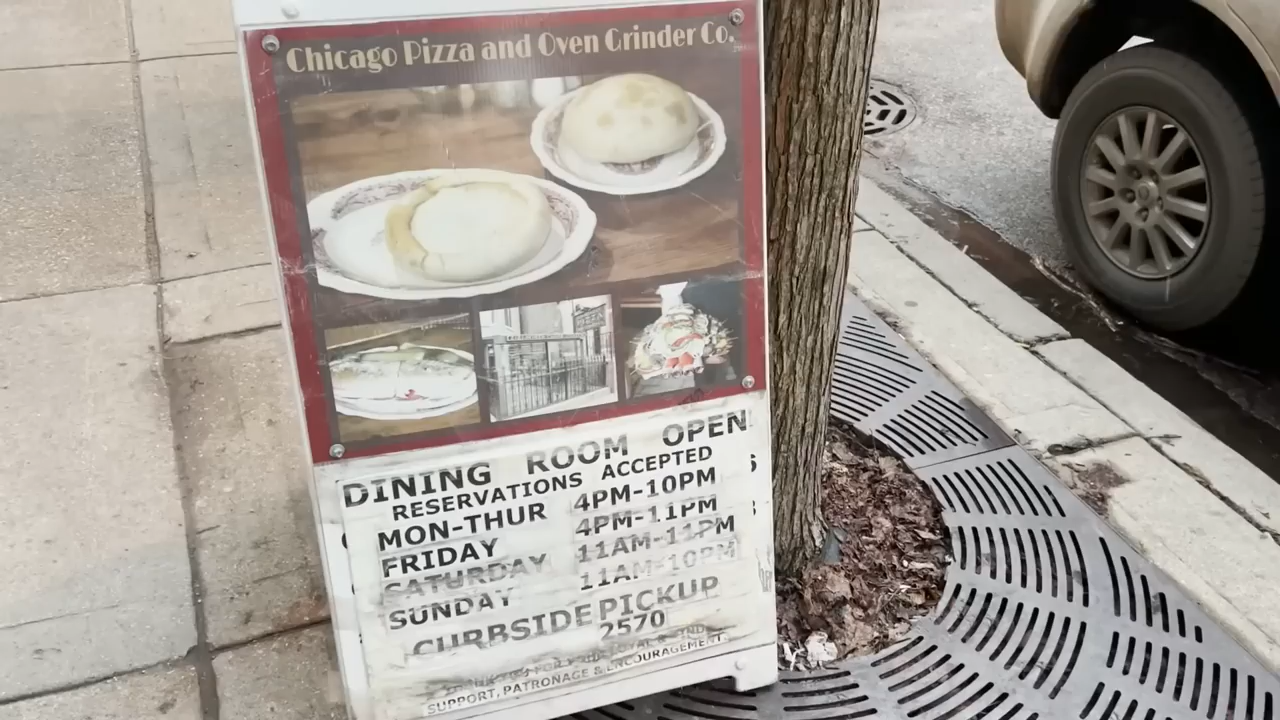 Chicago Pizza and Oven Grinder Co.
DINING ROOM OPEN
RESERVATIONS ACCEPTED
MON-THUR 4PM-10PM
FRIDAY 4PM-11PM
SATURDAY 11AM-11PM
SUNDAY 11AM-10PM
CURBSIDE PICKUP
2570
FOR
SUPPORT, PATRONAGE & ENCOURAGEMENT.